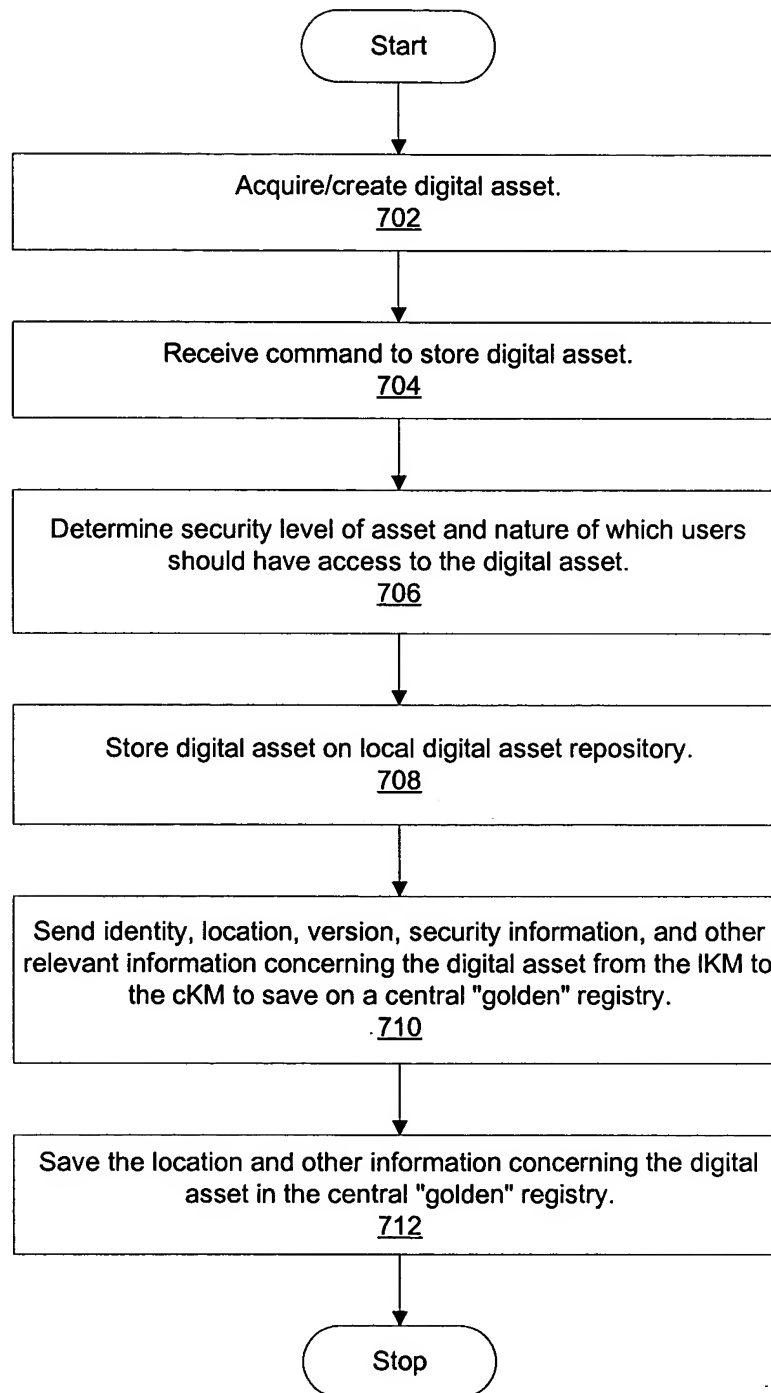 Start
Acquire/create digital asset.
702
Receive command to store digital asset.
704
Determine security level of asset and nature of which users
should have access to the digital asset.
706
Store digital asset on local digital asset repository.
708
Send identity, location, version, security information, and other
relevant information concerning the digital asset from the lKM to
the cKM to save on a central "golden" registry.
710
Save the location and other information concerning the digital
asset in the central "golden" registry.
712
Stop